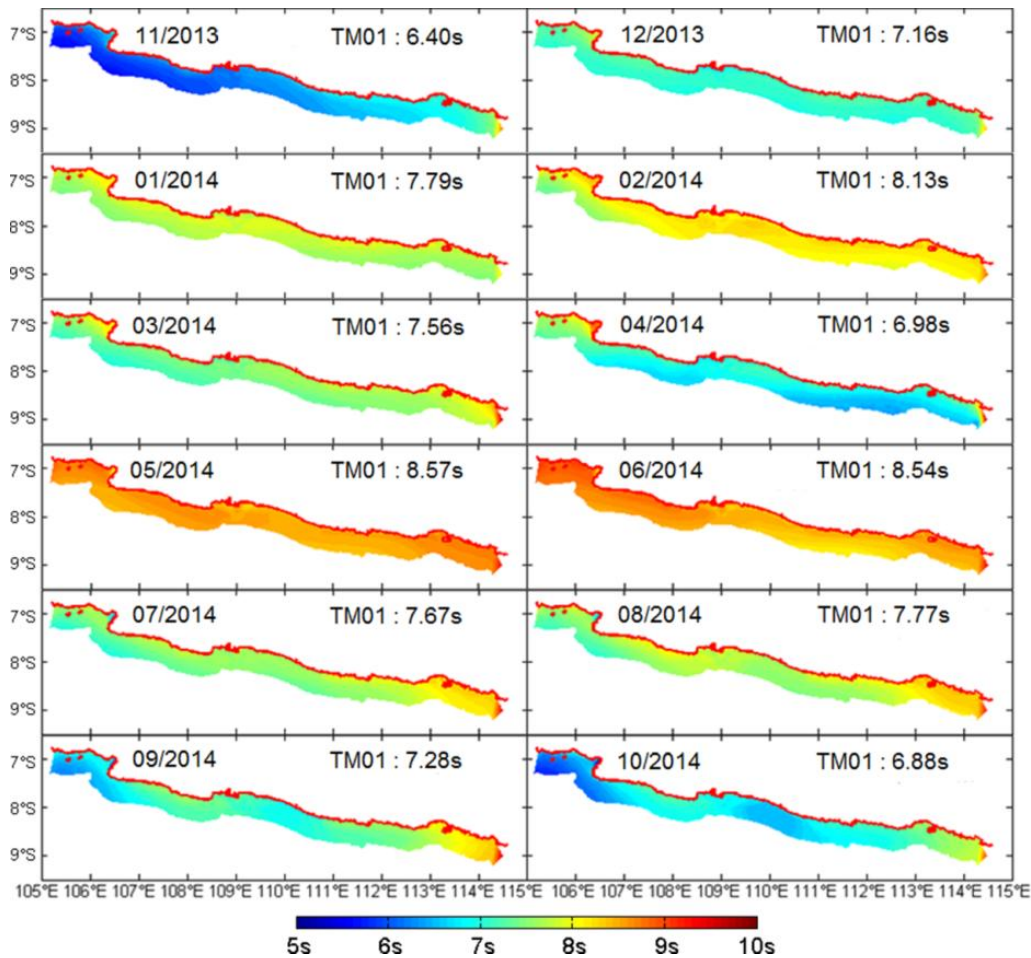 11/2013 TM01 : 6.40s 12/2013 TM01 : 7.16s
7°S
8°S
9°S
01/2014 TM01 : 7.79s 02/2014 TM01 : 8.13s
7°S
8°S
9°S
03/2014 TM01 : 7.56s 04/2014 TM01 : 6.98s
7°S
8°S
9°S
05/2014 TM01 : 8.57s 06/2014 TM01 : 8.54s
7°S
8°S
9°S
07/2014 TM01 : 7.67s 08/2014 TM01 : 7.77s
7°S
8°S
9°S
09/2014 TM01 : 7.28s 10/2014 TM01 : 6.88s
7°S
8°S
9°S
105°E 106°E 107°E 108°E 109°E 110°E 111°E 112°E 113°E 114°E 115°E 106°E 107°E 108°E 109°E 110°E 111°E 112°E 113°E 114°E 115°E
5s 6s 7s 8s 9s 10s